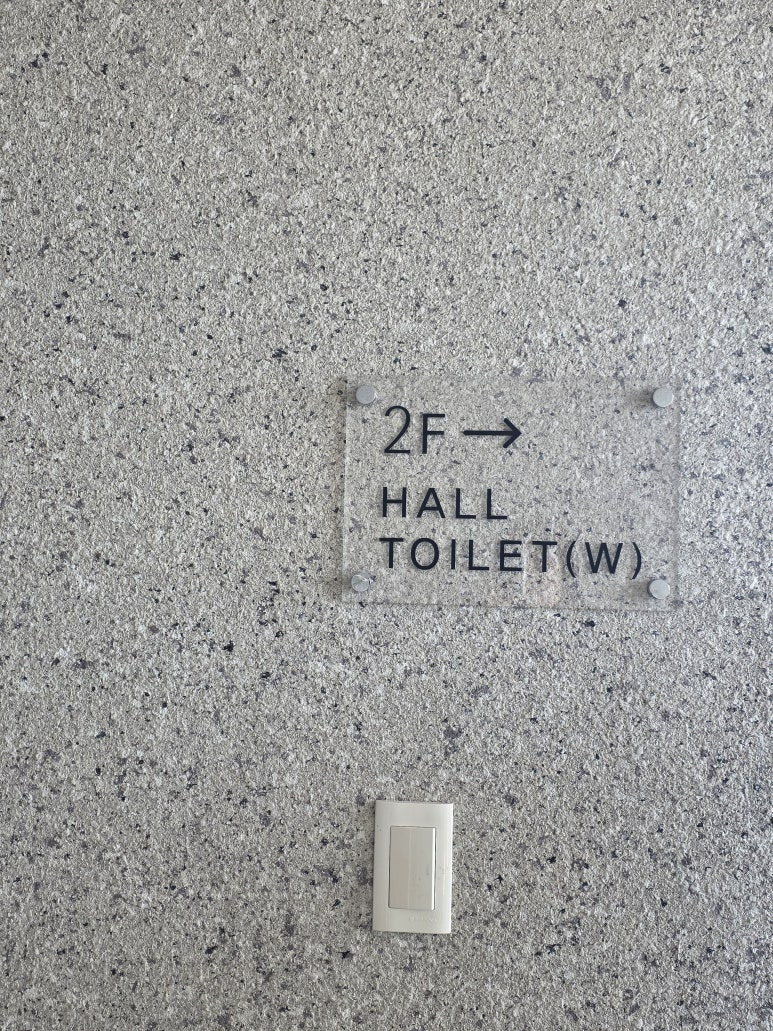 2F →
HALL
TOILET(W)